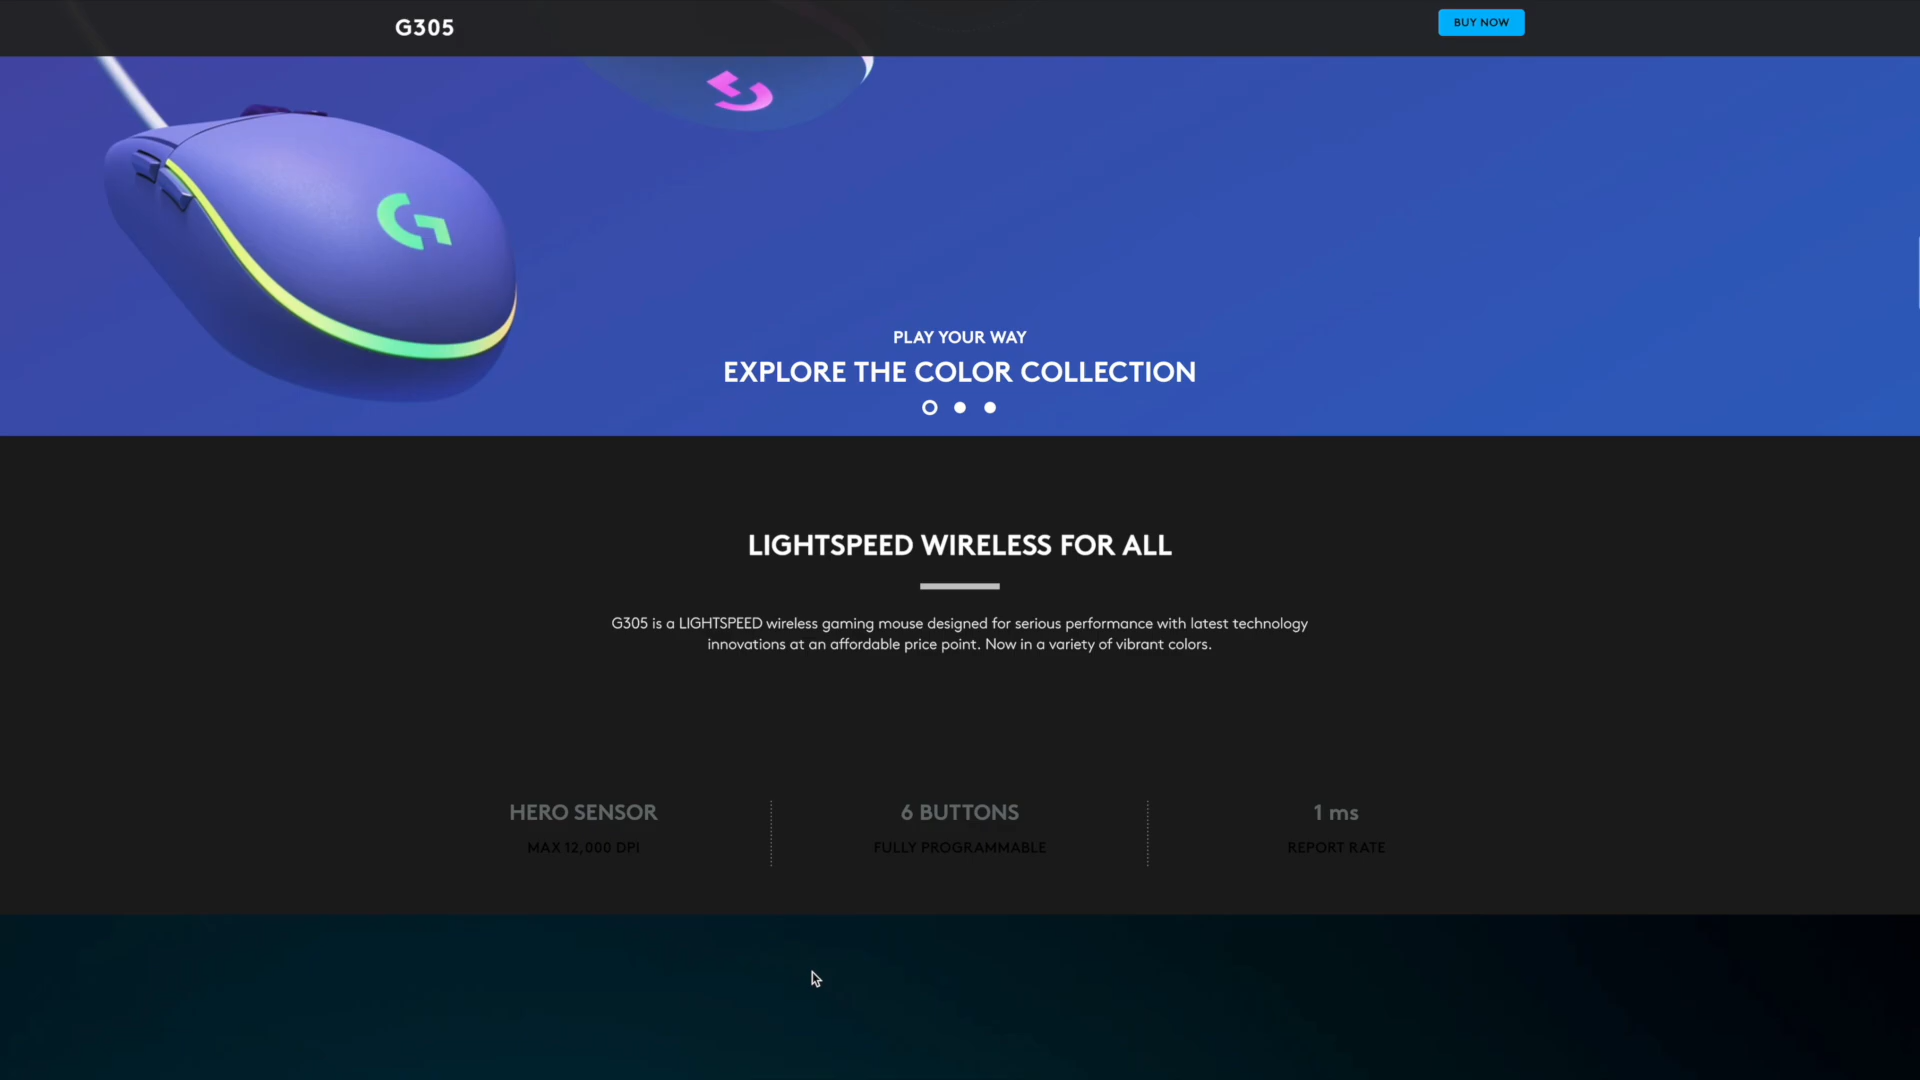 G305
BUY NOW
PLAY YOUR WAY
EXPLORE THE COLOR COLLECTION
LIGHTSPEED WIRELESS FOR ALL
G305 is a LIGHTSPEED wireless gaming mouse designed for serious performance with latest technology
innovations at an affordable price point. Now in a variety of vibrant colors.
HERO SENSOR
MAX 12,000 DPI
6 BUTTONS
FULLY PROGRAMMABLE
1 ms
REPORT RATE